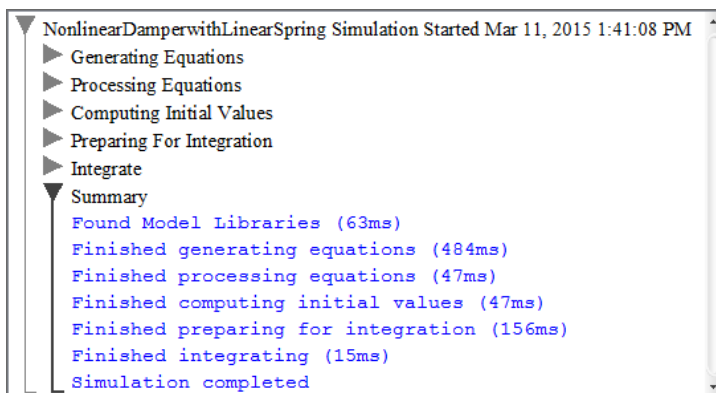 NonlinearDamperwithLinearSpring Simulation Started Mar 11, 2015 1:41:08 PM
Generating Equations
Processing Equations
Computing Initial Values
Preparing For Integration
Integrate
Summary
Found Model Libraries (63ms)
Finished generating equations (484ms)
Finished processing equations (47ms)
Finished computing initial values (47ms)
Finished preparing for integration (156ms)
Finished integrating (15ms)
Simulation completed